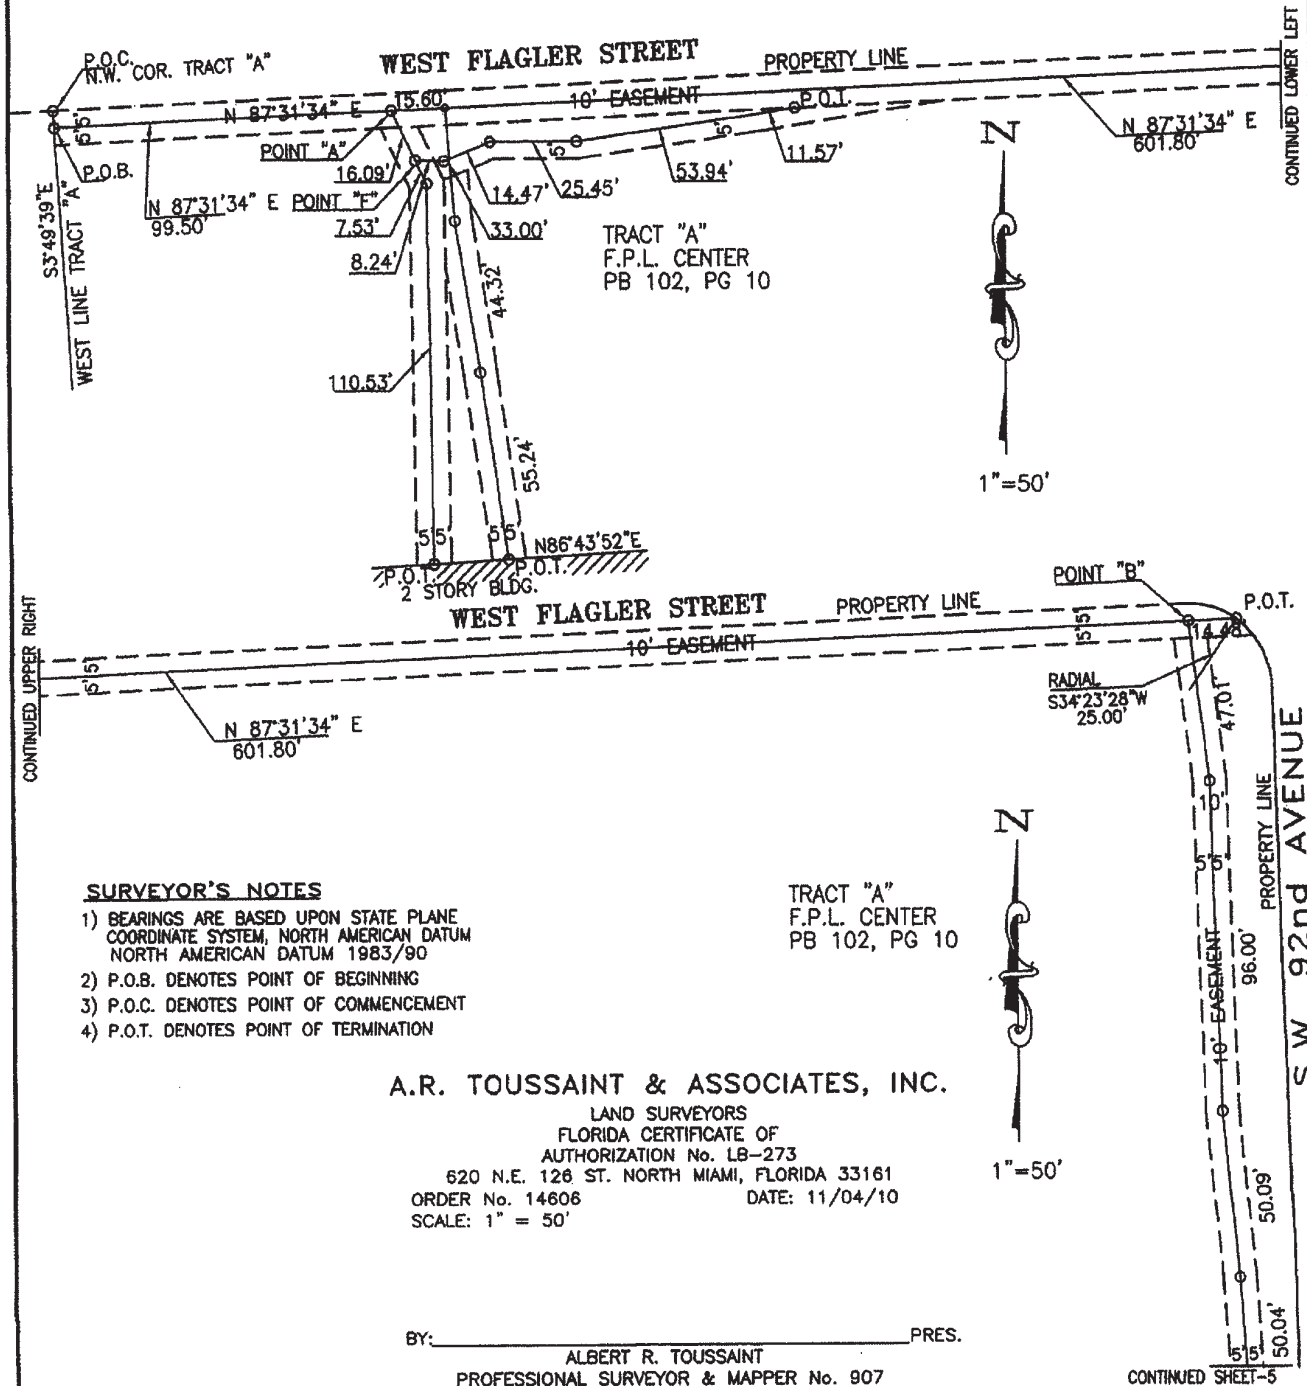 P.O.C.
N.W. COR. TRACT "A"
WEST FLAGLER STREET
PROPERTY LINE
CONTINUED LOWER LEFT
N 87°31'34" E
15.60'
10' EASEMENT
P.O.T.
N 87°31'34" E
601.80'
5'5'
POINT "A"
P.O.B.
16.09'
5'
5'
11.57'
53.94'
14.47'
25.45'
N 87°31'34" E
99.50'
POINT "F"
7.53'
33.00'
8.24'
S3°49'39"E
WEST LINE TRACT "A"
TRACT "A"
F.P.L. CENTER
PB 102, PG 10
44.32'
110.53'
55.24'
N
1"=50'
5'5'
5'5'
N86°43'52"E
P.O.T.
P.O.T.
2 STORY BLDG.
CONTINUED UPPER RIGHT
WEST FLAGLER STREET
PROPERTY LINE
POINT "B"
P.O.T.
5'5'
10' EASEMENT
5'5'
14.48'
RADIAL
S34°23'28"W
25.00'
47.01'
N 87°31'34" E
601.80'
10'
5'5'
PROPERTY LINE
S W 92nd AVENUE
10' EASEMENT
96.00'
50.09'
50.04'
5'5'
CONTINUED SHEET-5
N
1"=50'
TRACT "A"
F.P.L. CENTER
PB 102, PG 10
SURVEYOR'S NOTES
1) BEARINGS ARE BASED UPON STATE PLANE
COORDINATE SYSTEM, NORTH AMERICAN DATUM
NORTH AMERICAN DATUM 1983/90
2) P.O.B. DENOTES POINT OF BEGINNING
3) P.O.C. DENOTES POINT OF COMMENCEMENT
4) P.O.T. DENOTES POINT OF TERMINATION
A.R. TOUSSAINT & ASSOCIATES, INC.
LAND SURVEYORS
FLORIDA CERTIFICATE OF
AUTHORIZATION No. LB-273
620 N.E. 126 ST. NORTH MIAMI, FLORIDA 33161
ORDER No. 14606 DATE: 11/04/10
SCALE: 1" = 50'
BY: PRES.
ALBERT R. TOUSSAINT
PROFESSIONAL SURVEYOR & MAPPER No. 907